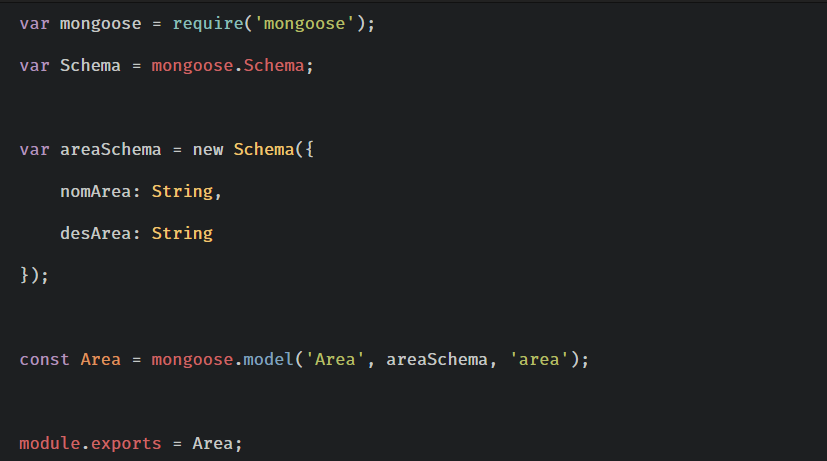 var mongoose = require('mongoose');
var Schema = mongoose.Schema;
var areaSchema = new Schema({
    nomArea: String,
    desArea: String
});
const Area = mongoose.model('Area', areaSchema, 'area');
module.exports = Area;